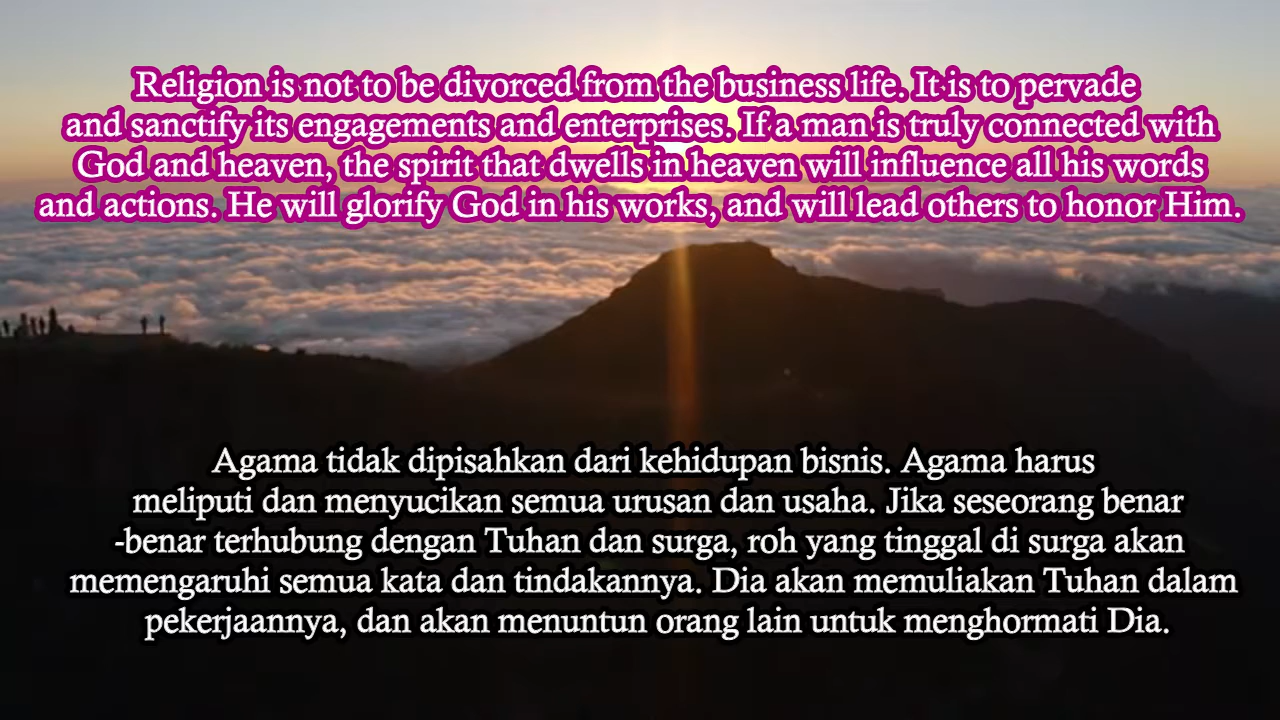 Religion is not to be divorced from the business life. It is to pervade
and sanctify its engagements and enterprises. If a man is truly connected with
God and heaven, the spirit that dwells in heaven will influence all his words
and actions. He will glorify God in his works, and will lead others to honor Him.
Agama tidak dipisahkan dari kehidupan bisnis. Agama harus
meliputi dan menyucikan semua urusan dan usaha. Jika seseorang benar
-benar terhubung dengan Tuhan dan surga, roh yang tinggal di surga akan
memengaruhi semua kata dan tindakannya. Dia akan memuliakan Tuhan dalam
pekerjaannya, dan akan menuntun orang lain untuk menghormati Dia.